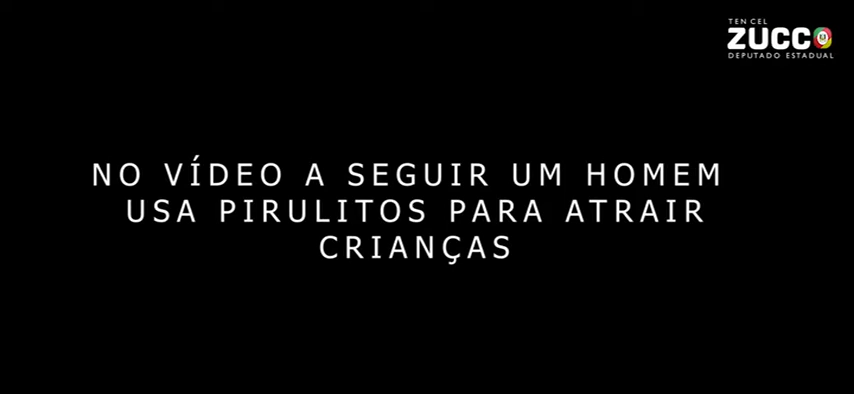 TEN CEL
ZUCCO
DEPUTADO ESTADUAL
NO VÍDEO A SEGUIR UM HOMEM
USA PIRULITOS PARA ATRAIR
CRIANÇAS